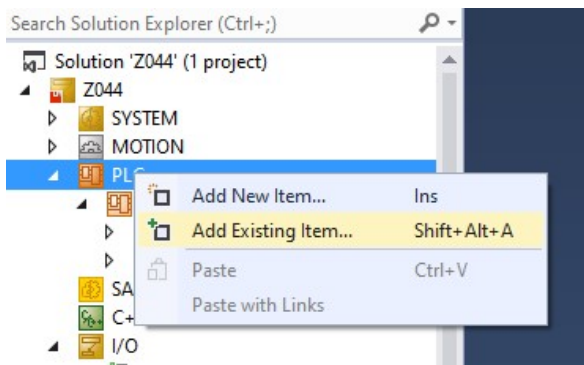 Search Solution Explorer (Ctrl+;)
Solution 'Z044' (1 project)
Z044
SYSTEM
MOTION
PLC
Add New Item... Ins
Add Existing Item... Shift+Alt+A
Paste Ctrl+V
Paste with Links
SA
C+
I/O